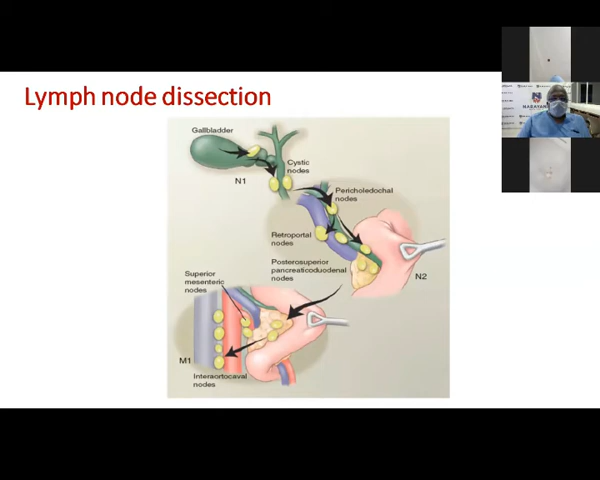 Lymph node dissection
Gallbladder
Cystic
nodes
N1
Pericholedochal
nodes
Retroportal
nodes
Posterosuperior
pancreaticoduodenal
nodes
N2
Superior
mesenteric
nodes
M1
Interaortocaval
nodes